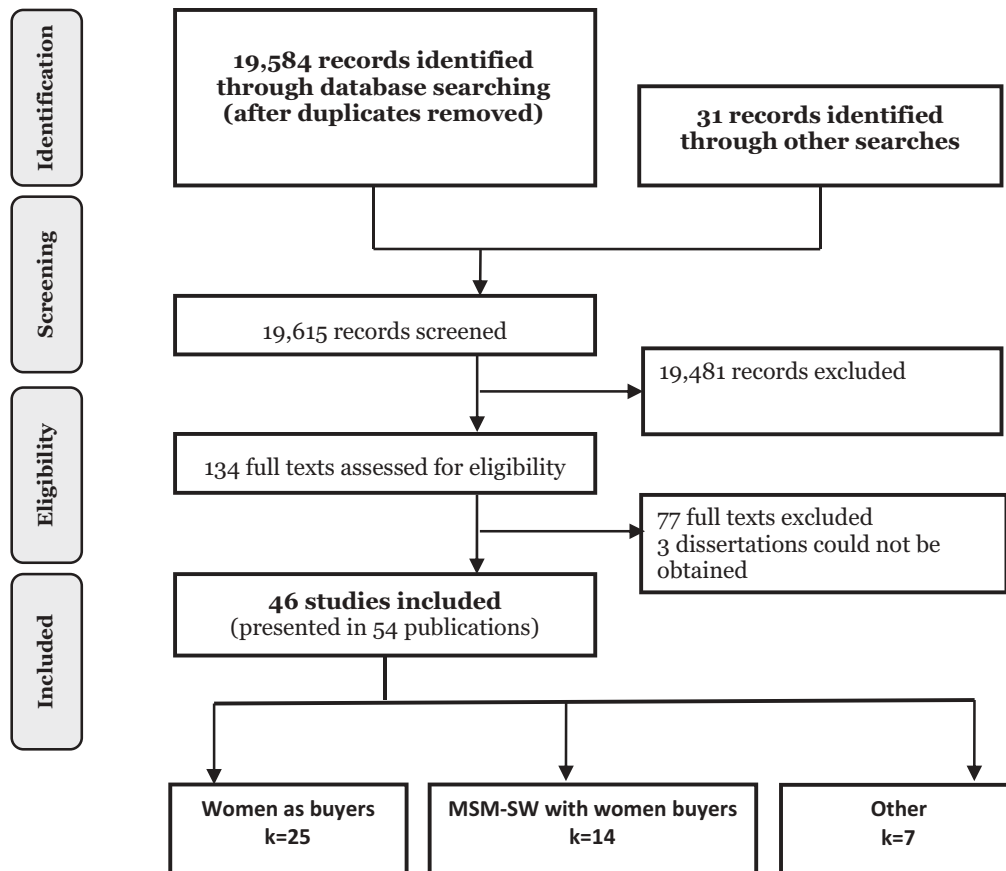 Identification
19,584 records identified
through database searching
(after duplicates removed)
31 records identified
through other searches
Screening
19,615 records screened
19,481 records excluded
Eligibility
134 full texts assessed for eligibility
77 full texts excluded
3 dissertations could not be
obtained
Included
46 studies included
(presented in 54 publications)
Women as buyers
k=25
MSM-SW with women buyers
k=14
Other
k=7